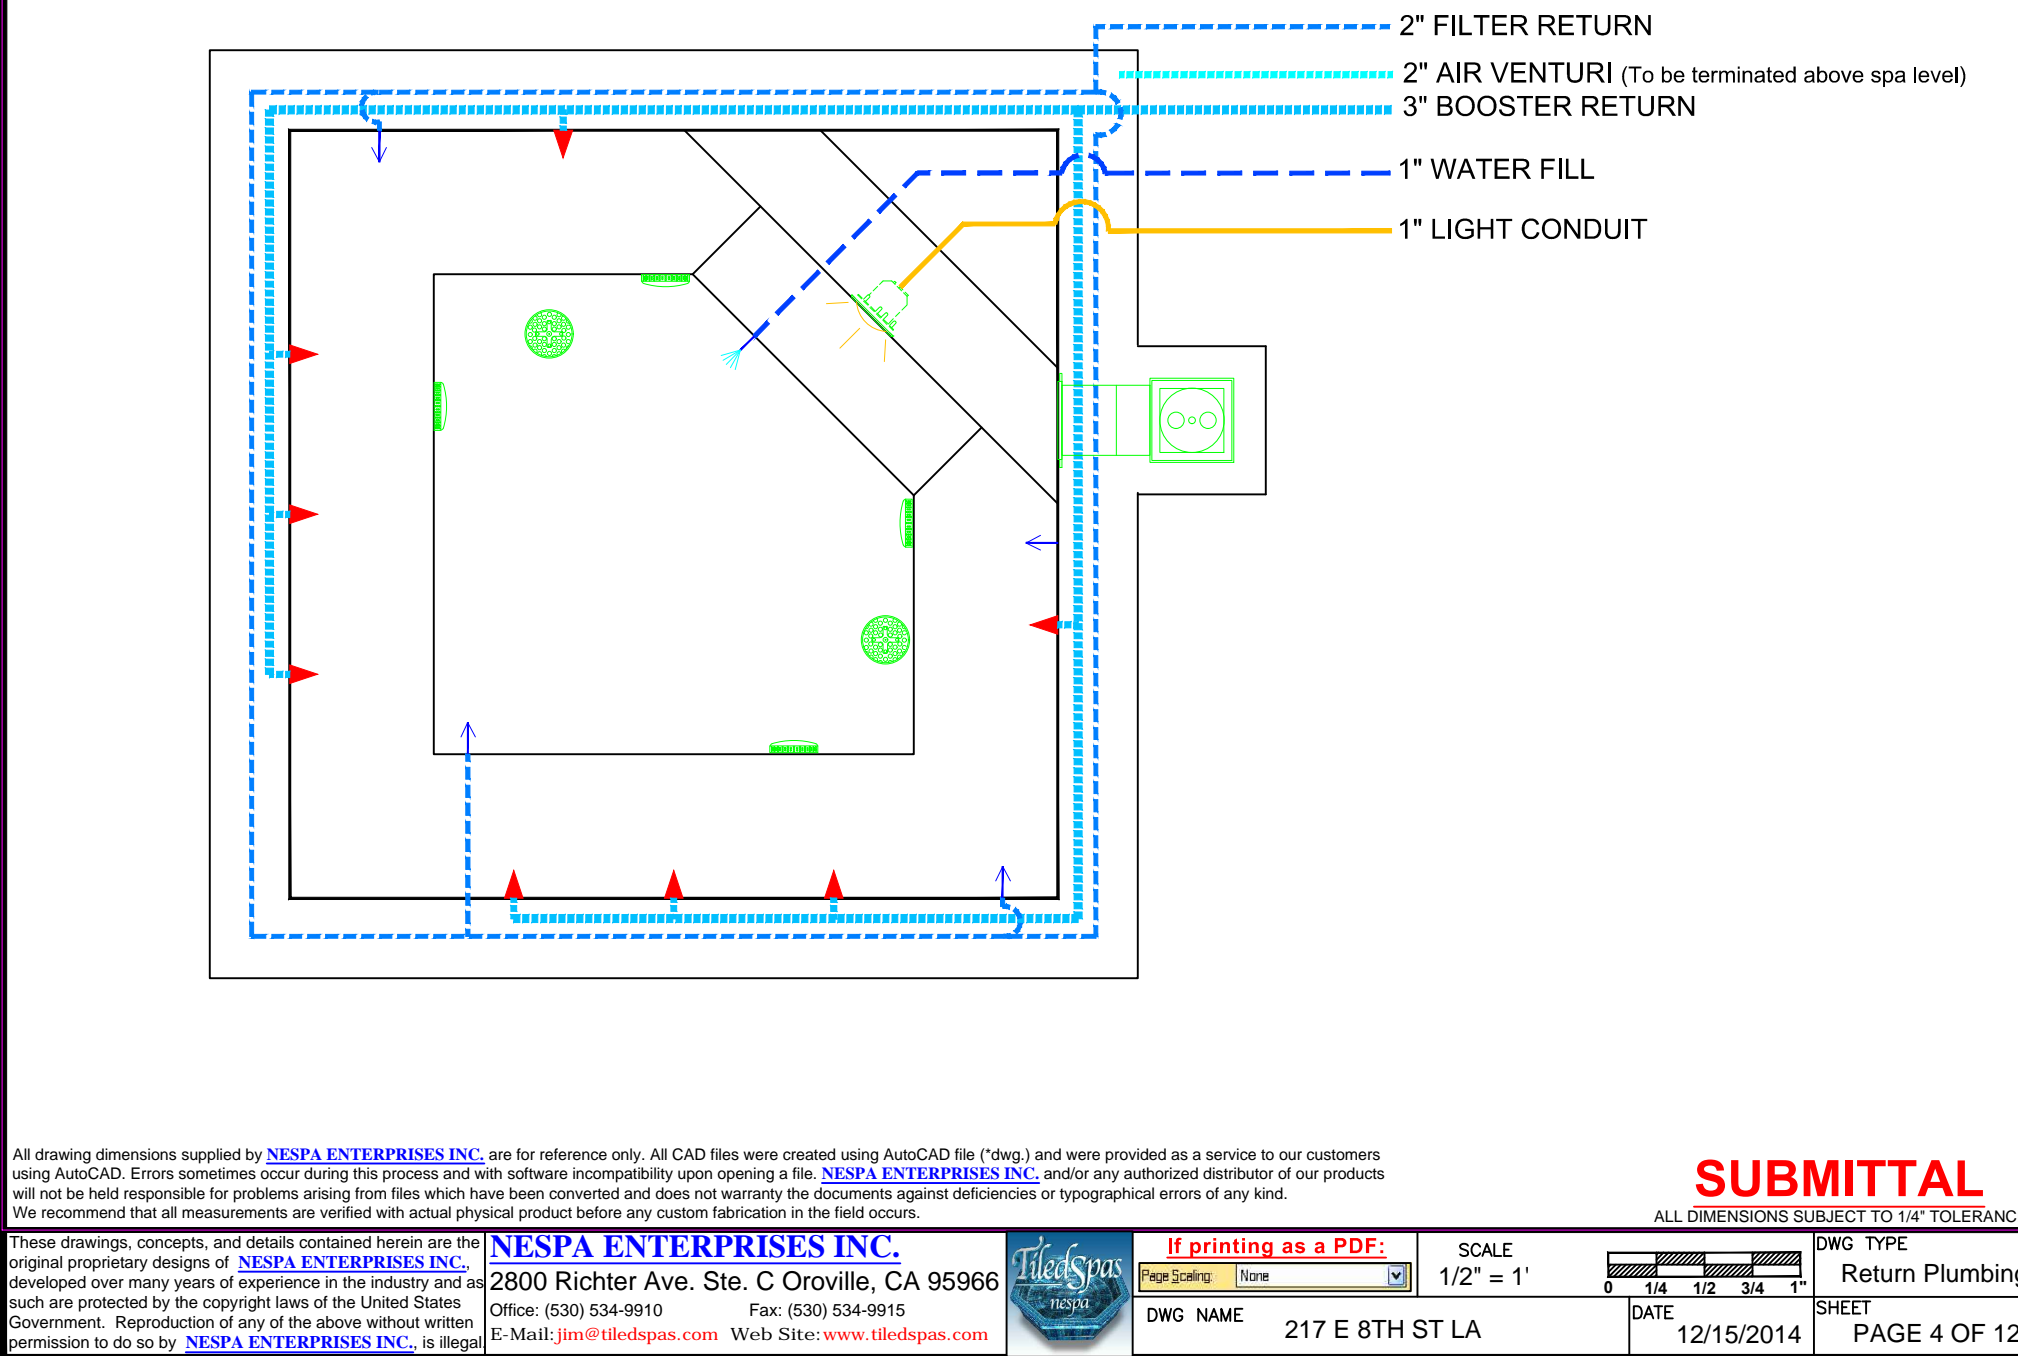 2" FILTER RETURN
2" AIR VENTURI (To be terminated above spa level)
3" BOOSTER RETURN
1" WATER FILL
1" LIGHT CONDUIT
All drawing dimensions supplied by NESPA ENTERPRISES INC. are for reference only. All CAD files were created using AutoCAD file (*dwg.) and were provided as a service to our customers
using AutoCAD. Errors sometimes occur during this process and with software incompatibility upon opening a file. NESPA ENTERPRISES INC. and/or any authorized distributor of our products
will not be held responsible for problems arising from files which have been converted and does not warranty the documents against deficiencies or typographical errors of any kind.
We recommend that all measurements are verified with actual physical product before any custom fabrication in the field occurs.
SUBMITTAL
ALL DIMENSIONS SUBJECT TO 1/4" TOLERANC
These drawings, concepts, and details contained herein are the
original proprietary designs of NESPA ENTERPRISES INC.,
developed over many years of experience in the industry and as
such are protected by the copyright laws of the United States
Government. Reproduction of any of the above without written
permission to do so by NESPA ENTERPRISES INC., is illegal.
NESPA ENTERPRISES INC.
2800 Richter Ave. Ste. C Oroville, CA 95966
Office: (530) 534-9910 Fax: (530) 534-9915
E-Mail: jim@tiledspas.com Web Site: www.tiledspas.com
TiledSpas
nespa
If printing as a PDF:
Page Scaling: None
SCALE
1/2" = 1'
0 1/4 1/2 3/4 1"
DWG TYPE
Return Plumbing
DWG NAME
217 E 8TH ST LA
DATE
12/15/2014
SHEET
PAGE 4 OF 12